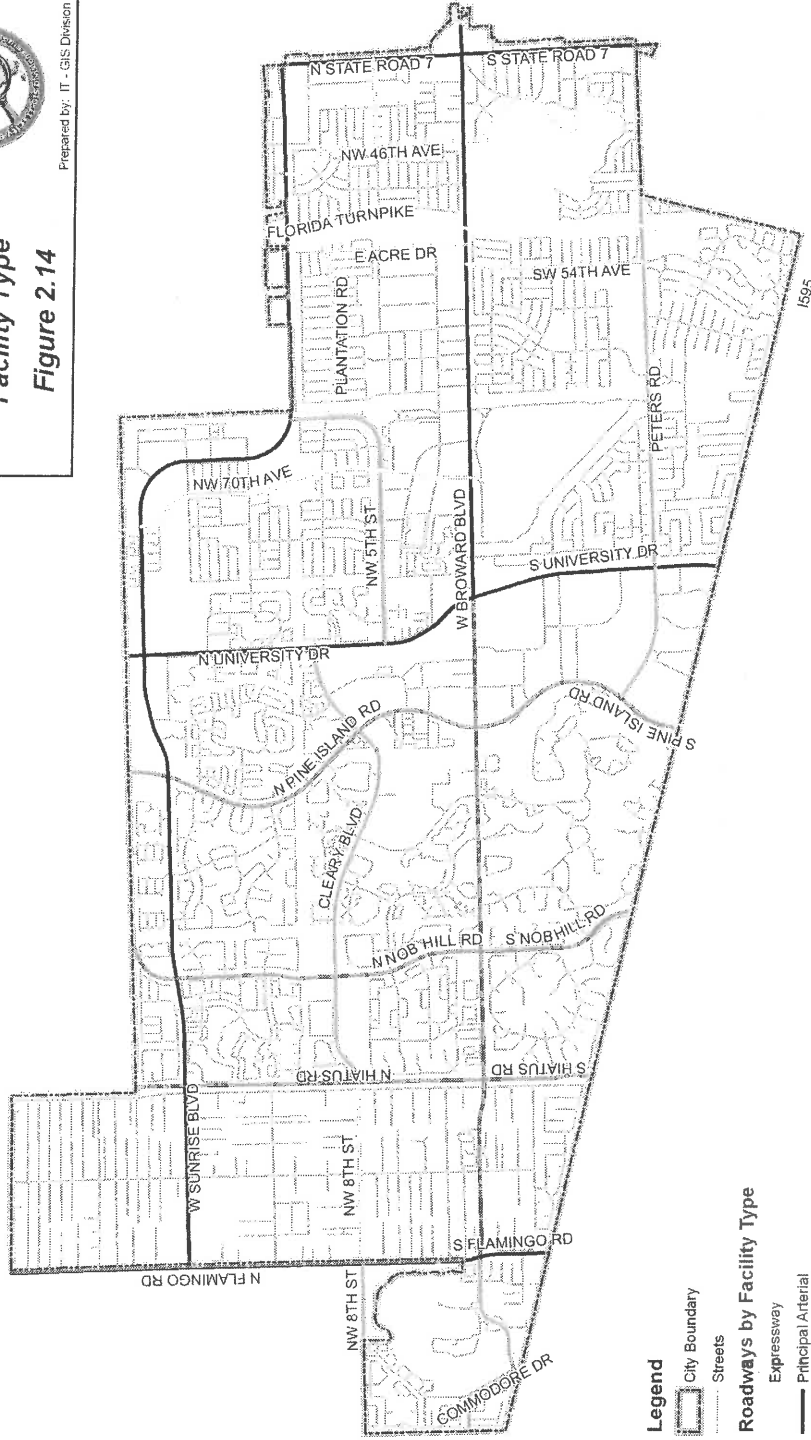 Facility Type
Figure 2.14
Prepared by: IT - GIS Division
N STATE ROAD 7
S STATE ROAD 7
NW 46TH AVE
FLORIDA TURNPIKE
E ACRE DR
SW 54TH AVE
PLANTATION RD
I595
PETERS RD
NW 70TH AVE
NW 5TH ST
W BROWARD BLVD
S UNIVERSITY DR
N UNIVERSITY DR
S PINE ISLAND RD
S PINE ISLAND RD
N PINE ISLAND RD
CLEARY BLVD
N NOB HILL RD
S NOB HILL RD
N HIATUS RD
S HIATUS RD
W SUNRISE BLVD
NW 8TH ST
S FLAMINGO RD
N FLAMINGO RD
NW 8TH ST
COMMODORE DR
Legend
City Boundary
Streets
Roadways by Facility Type
Expressway
Principal Arterial